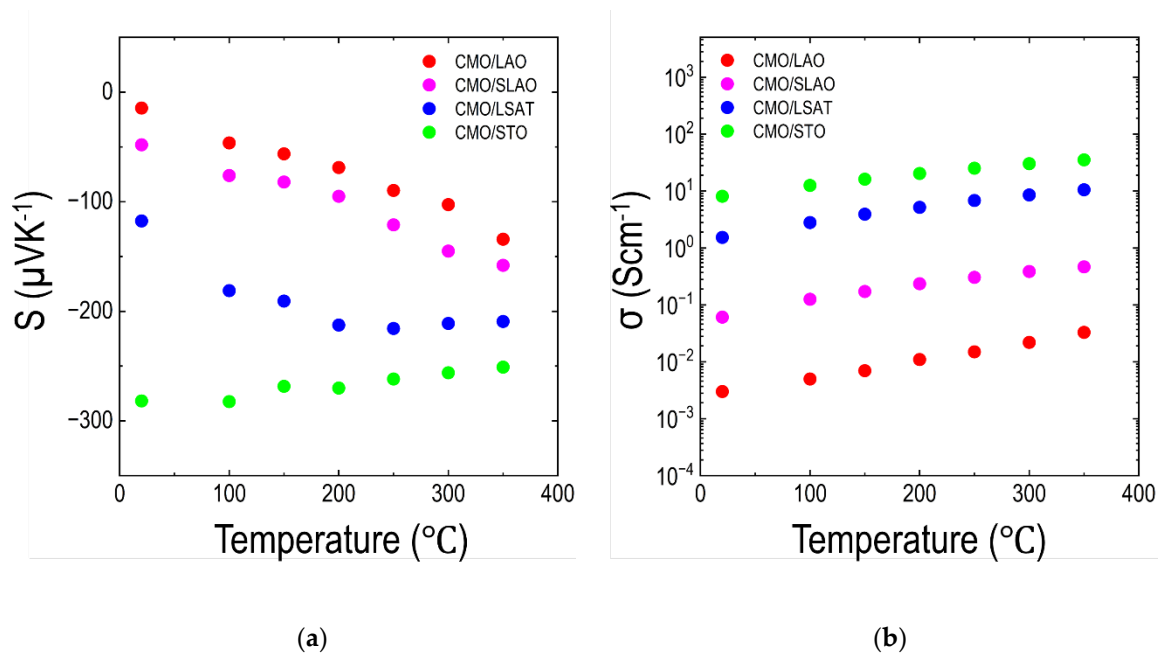 CMO/LAO
CMO/SLAO
CMO/LSAT
CMO/STO
0
−100
−200
−300
S (μVK⁻¹)
0 100 200 300 400
Temperature (°C)
(a)
CMO/LAO
CMO/SLAO
CMO/LSAT
CMO/STO
10³
10²
10¹
10⁰
10⁻¹
10⁻²
10⁻³
10⁻⁴
σ (Scm⁻¹)
0 100 200 300 400
Temperature (°C)
(b)